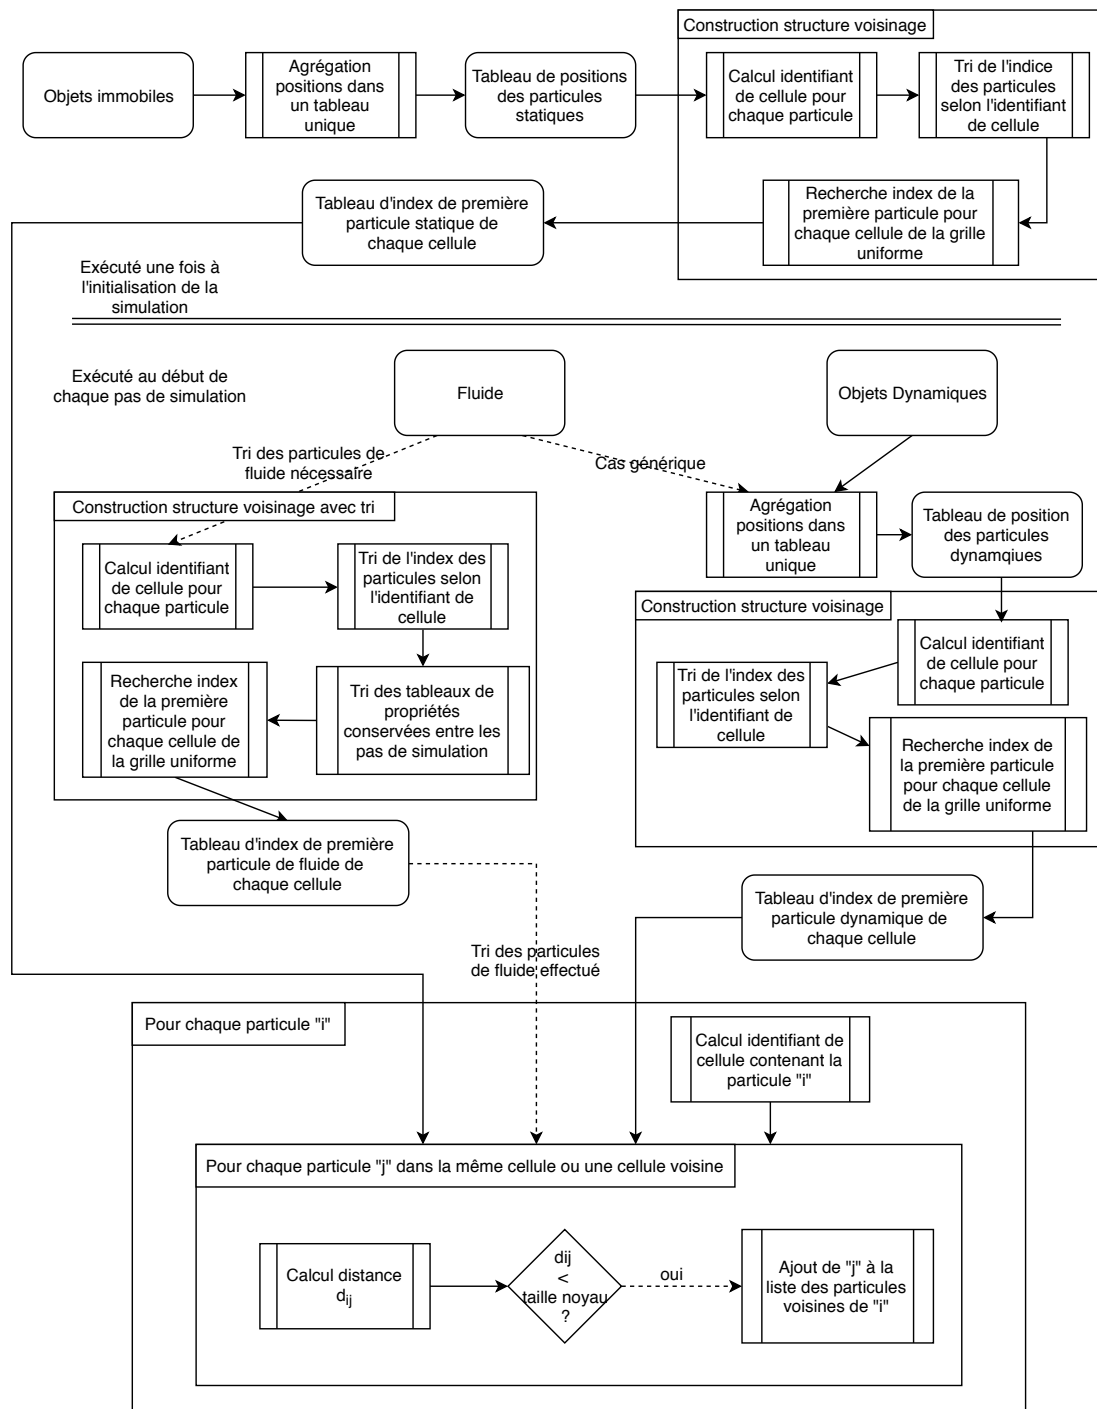 Construction structure voisinage
Objets immobiles
Agrégation
positions dans
un tableau
unique
Tableau de positions
des particules
statiques
Calcul identifiant
de cellule pour
chaque particule
Tri de l'indice
des particules
selon l'identifiant
de cellule
Recherche index de la
première particule pour
chaque cellule de la grille
uniforme
Tableau d'index de première
particule statique de
chaque cellule
Exécuté une fois à
l'initialisation de la
simulation
Exécuté au début de
chaque pas de simulation
Fluide
Objets Dynamiques
Tri des particules de
fluide nécessaire
Cas générique
Construction structure voisinage avec tri
Calcul identifiant
de cellule pour
chaque particule
Tri de l'index des
particules selon
l'identifiant de
cellule
Tri des tableaux de
propriétés
conservées entre les
pas de simulation
Recherche index
de la première
particule pour
chaque cellule de
la grille uniforme
Tableau d'index de première
particule de fluide de
chaque cellule
Agrégation
positions dans
un tableau
unique
Tableau de position
des particules
dynamqiues
Construction structure voisinage
Calcul identifiant
de cellule pour
chaque particule
Tri de l'index des
particules selon
l'identifiant de
cellule
Recherche index de
la première particule
pour chaque cellule
de la grille uniforme
Tableau d'index de première
particule dynamique de
chaque cellule
Tri des particules
de fluide effectué
Pour chaque particule "i"
Calcul identifiant de
cellule contenant la
particule "i"
Pour chaque particule "j" dans la même cellule ou une cellule voisine
Calcul distance
dij
dij
<
taille noyau
?
oui
Ajout de "j" à la
liste des particules
voisines de "i"